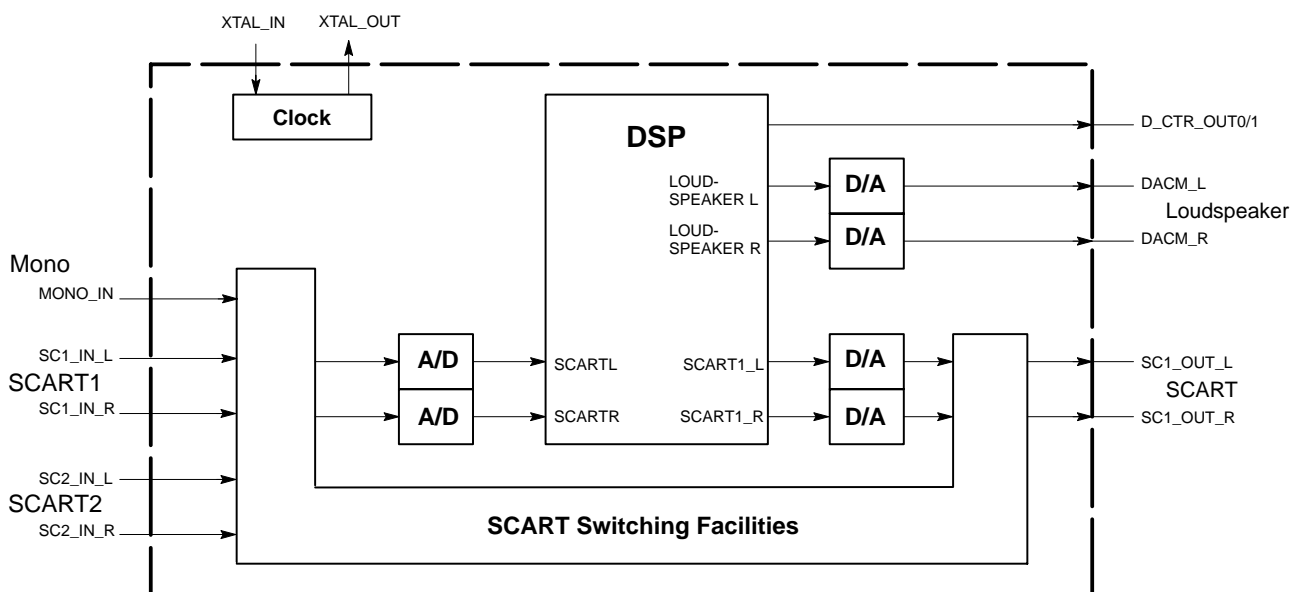 XTAL_IN XTAL_OUT
Clock
DSP
D_CTR_OUT0/1
LOUD-
SPEAKER L
D/A
DACM_L
Loudspeaker
LOUD-
SPEAKER R
D/A
DACM_R
Mono
MONO_IN
SC1_IN_L
SCART1
SC1_IN_R
A/D
A/D
SCARTL
SCARTR
SCART1_L
SCART1_R
D/A
D/A
SC1_OUT_L
SCART
SC1_OUT_R
SC2_IN_L
SCART2
SC2_IN_R
SCART Switching Facilities